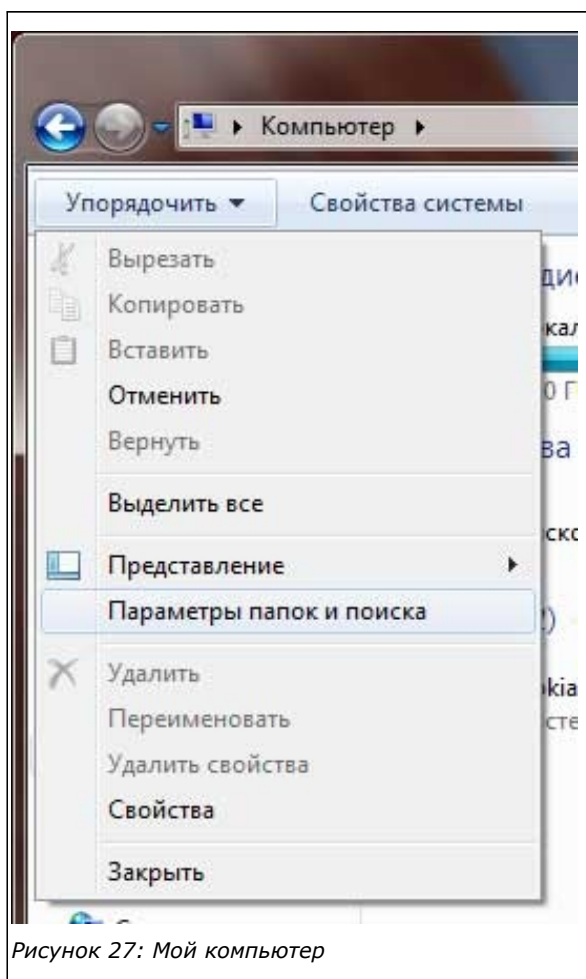 Компьютер
Упорядочить Свойства системы
Вырезать
Копировать
Вставить
Отменить
Вернуть
Выделить все
Представление
Параметры папок и поиска
Удалить
Переименовать
Удалить свойства
Свойства
Закрыть
Рисунок 27: Мой компьютер